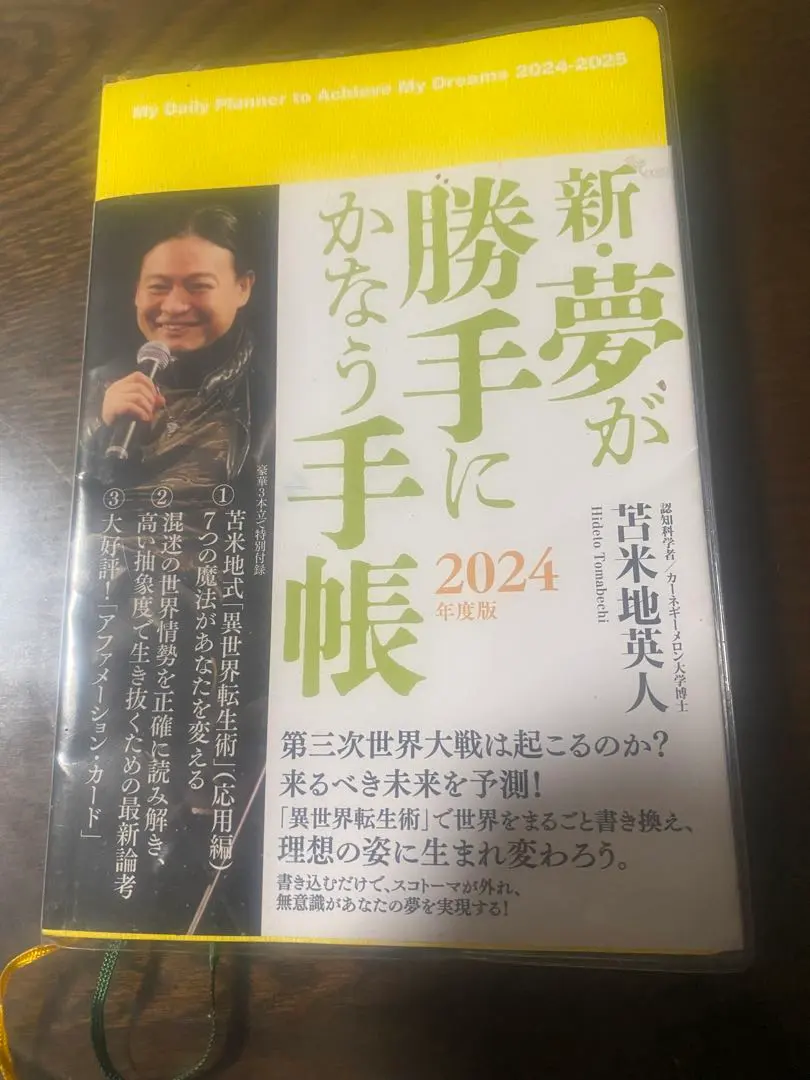 My Daily Planner to Achieve My Dreams 2024-2025
新・夢が
勝手に
かなう
手帳
2024
年度版
認知科学者/カーネギーメロン大学博士
苫米地英人
Hideto Tomabechi
豪華3本立て特別付録
①苫米地式「異世界転生術」(応用編)
7つの魔法があなたを変える
②混迷の世界情勢を正確に読み解き、
高い抽象度で生き抜くための最新論考
③大好評!「アファメーション・カード」
第三次世界大戦は起こるのか?
来るべき未来を予測!
「異世界転生術」で世界をまるごと書き換え、
理想の姿に生まれ変わろう。
書き込むだけで、スコトーマが外れ、
無意識があなたの夢を実現する!